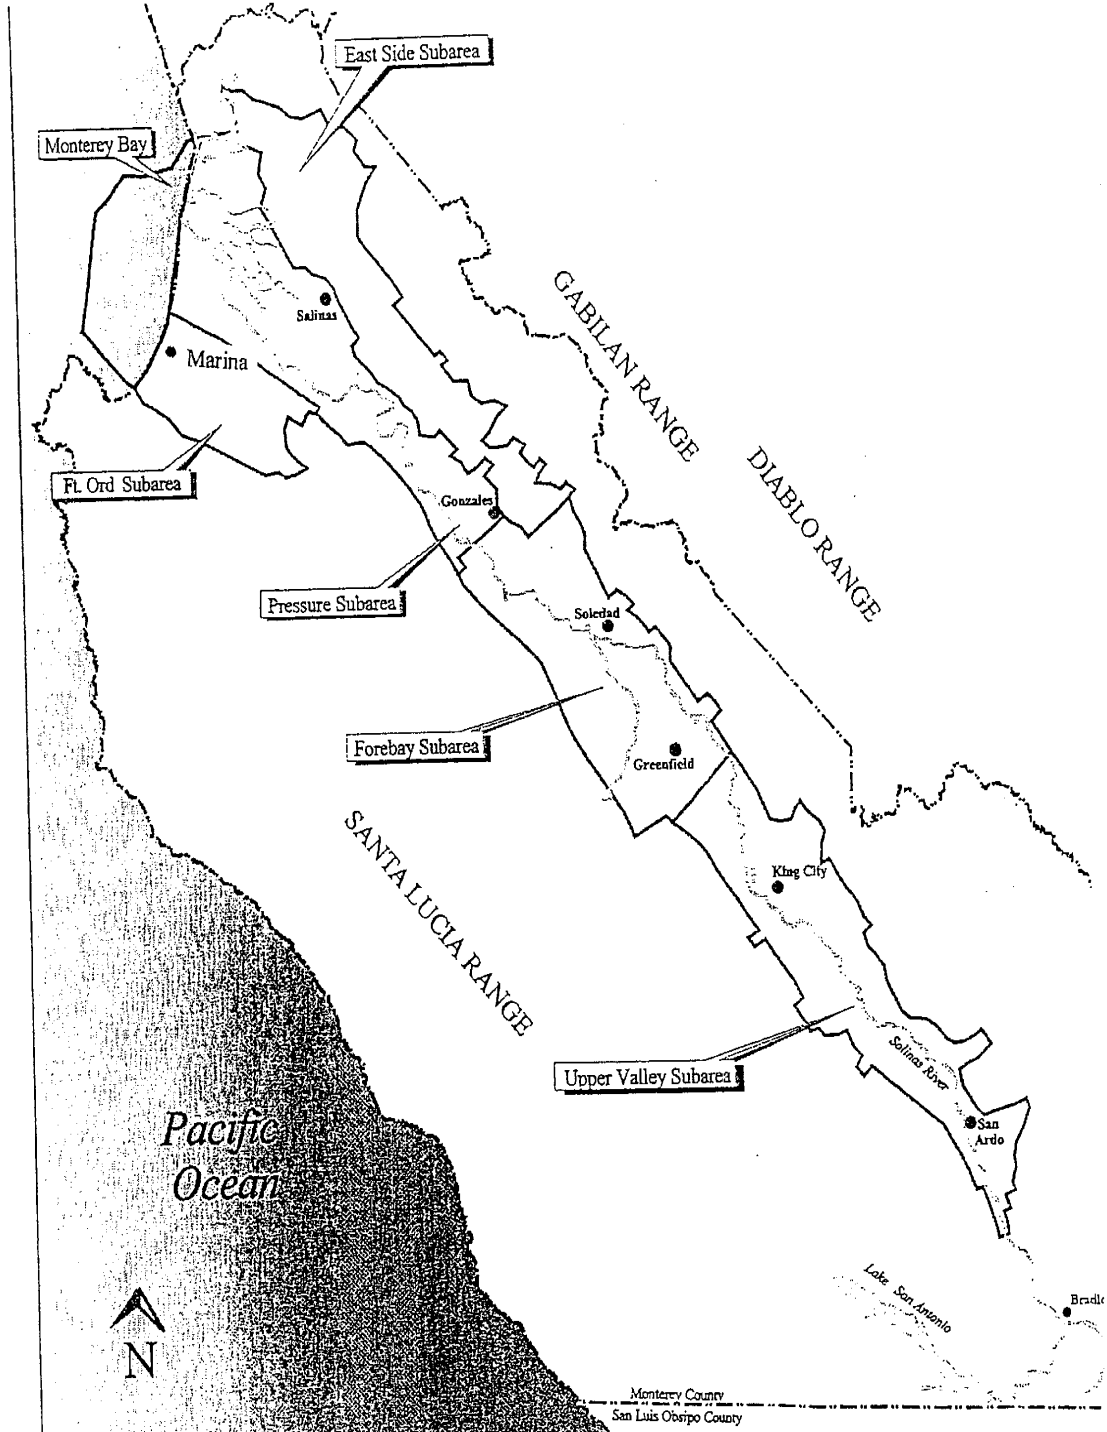 East Side Subarea
Monterey Bay
GABILAN RANGE
Salinas
Marina
DIABLO RANGE
Ft. Ord Subarea
Gonzales
Pressure Subarea
Soledad
Forebay Subarea
Greenfield
SANTA LUCIA RANGE
King City
Salinas River
Upper Valley Subarea
San
Ardo
Pacific
Ocean
Lake San Antonio
Bradle
N
Monterey County
San Luis Obsipo County